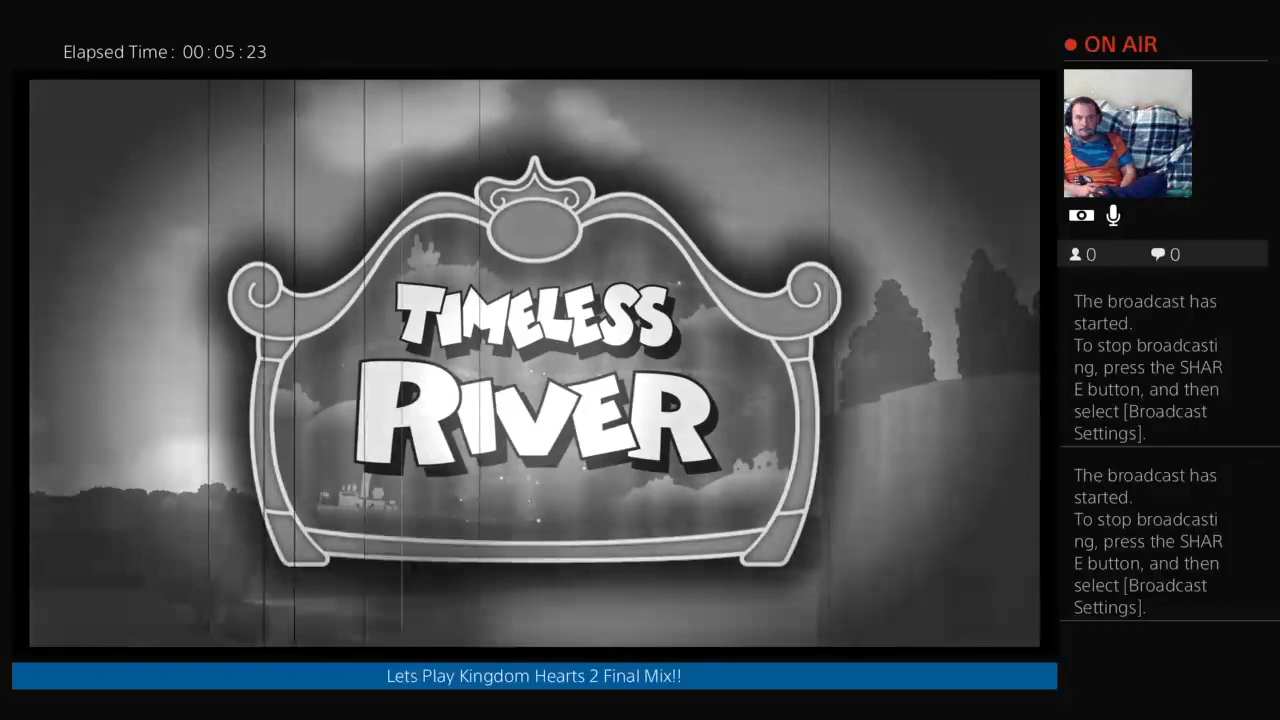 Elapsed Time: 00:05:23
ON AIR
TIMELESS
RIVER
0
0
The broadcast has
started.
To stop broadcasti
ng, press the SHAR
E button, and then
select [Broadcast
Settings].
The broadcast has
started.
To stop broadcasti
ng, press the SHAR
E button, and then
select [Broadcast
Settings].
Lets Play Kingdom Hearts 2 Final Mix!!